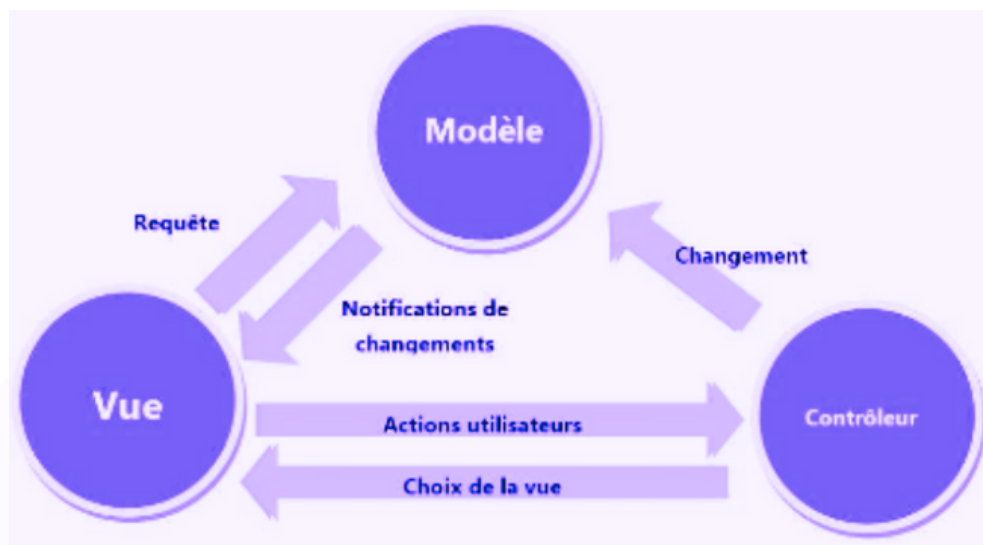 Modèle
Requête
Changement
Notifications de
changements
Vue
Contrôleur
Actions utilisateurs
Choix de la vue